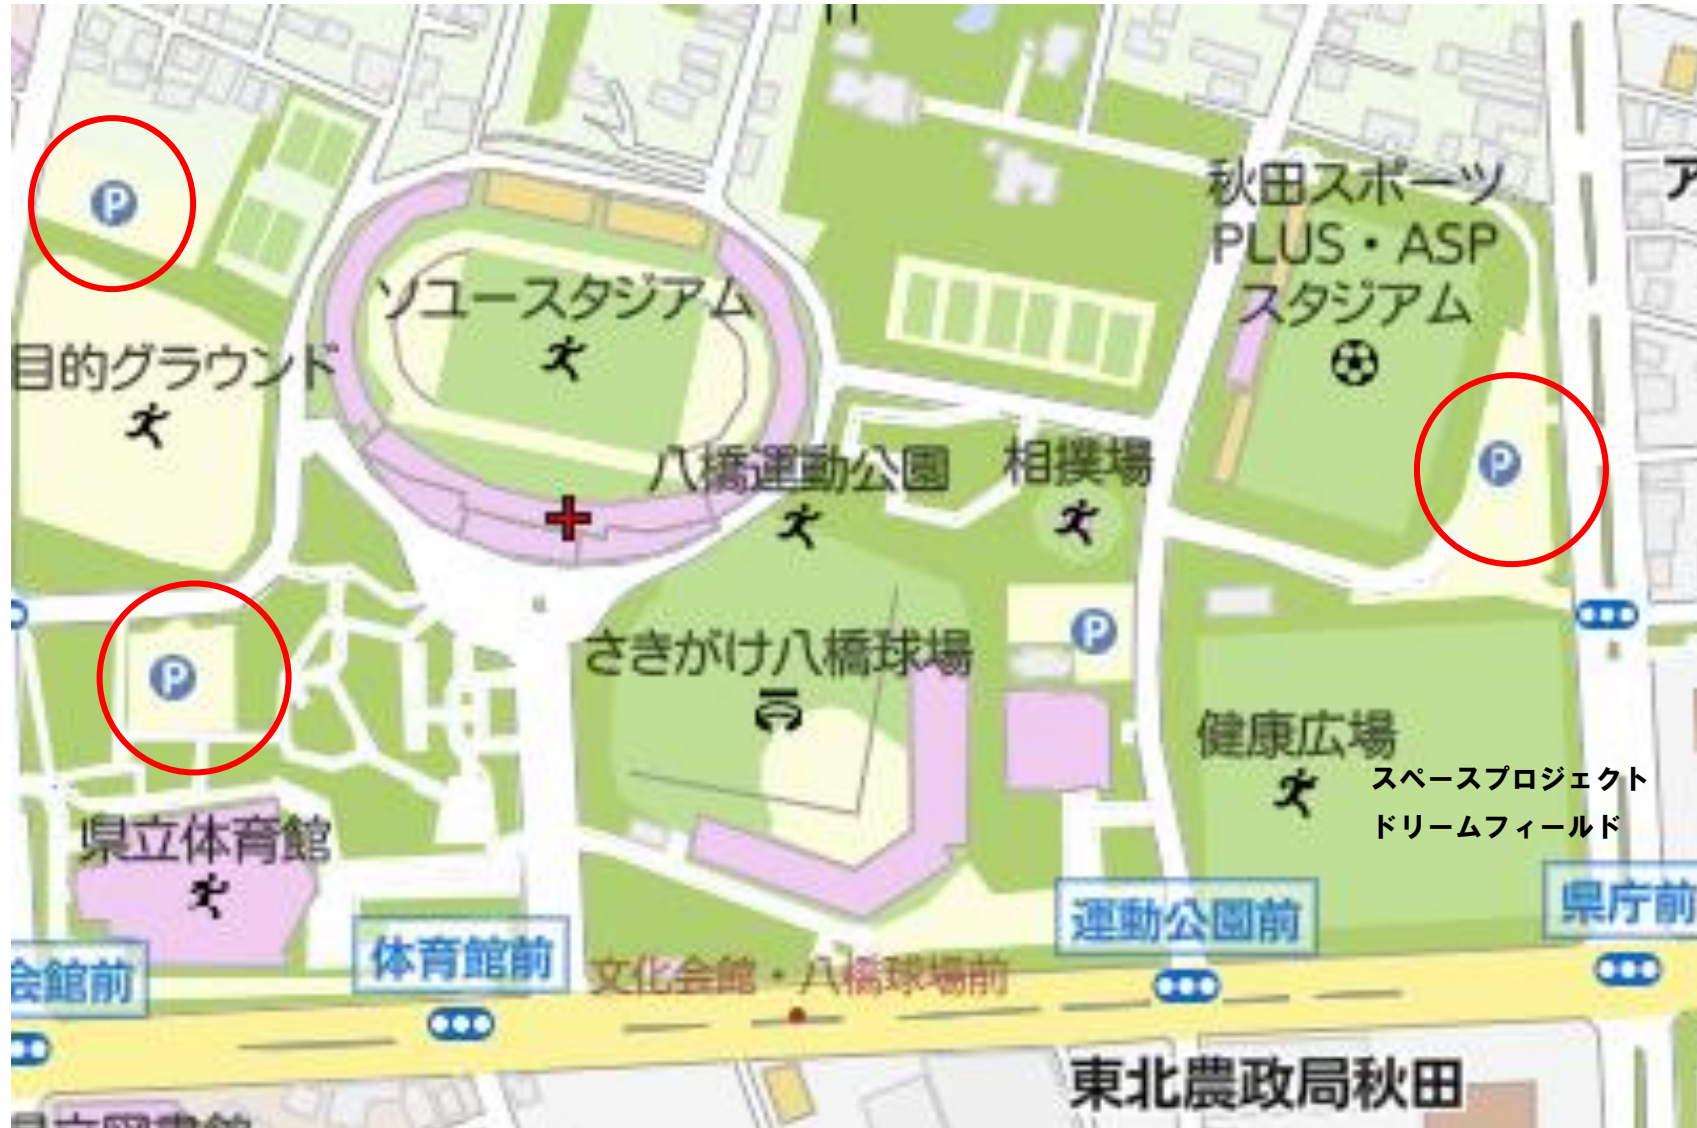 秋田スポーツ
PLUS・ASP
スタジアム
ア
P
ソユースタジアム
目的グラウンド
八橋運動公園
相撲場
P
P
P
さきがけ八橋球場
健康広場
スペースプロジェクト
ドリームフィールド
県立体育館
運動公園前
県庁前
体育館前
会館前
文化会館・八橋球場前
東北農政局秋田